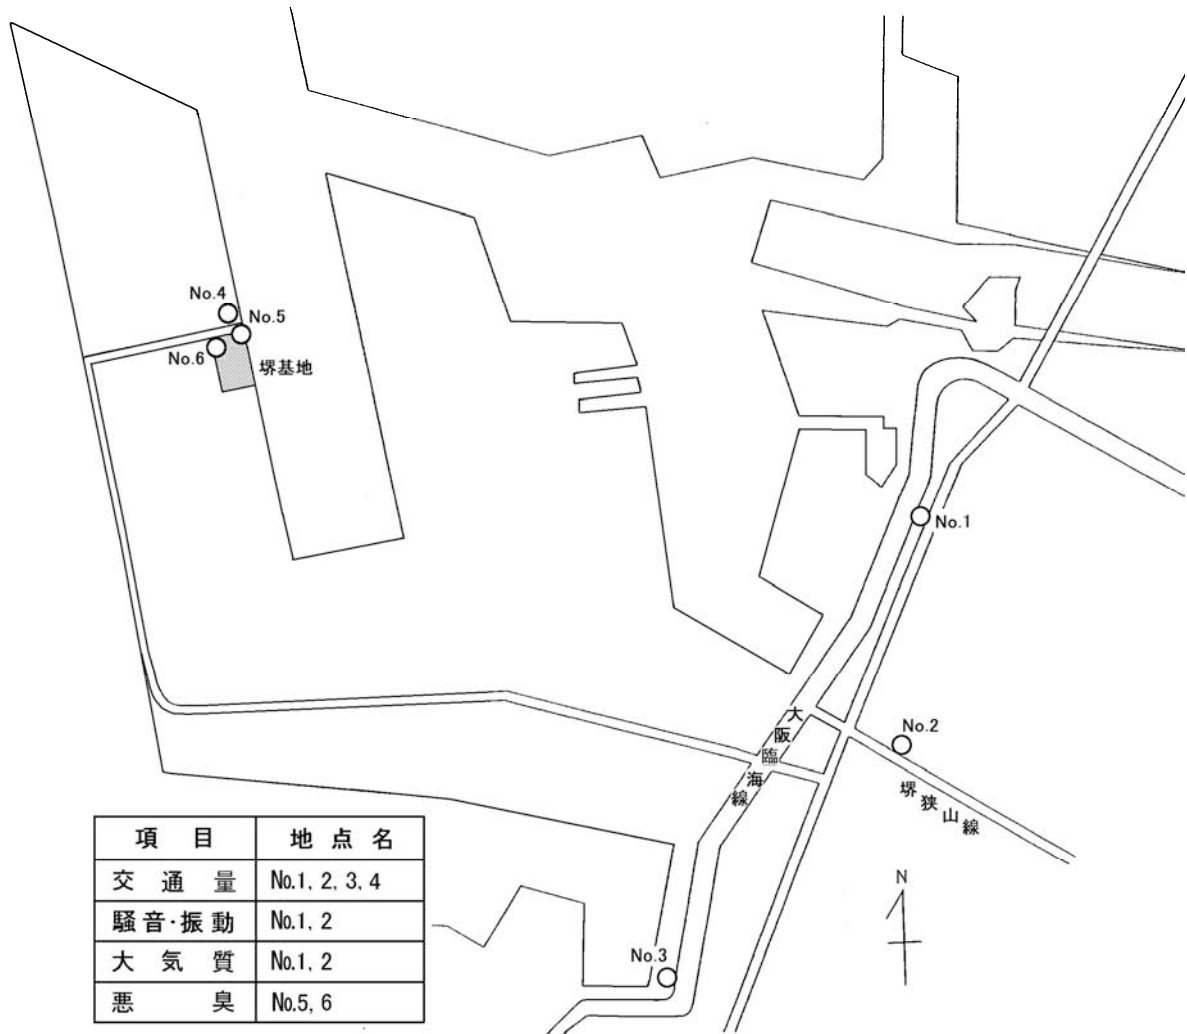 No.4
No.5
No.6
堺基地
No.1
大阪臨海線
No.2
堺狭山線
N
No.3
項目 地点名
交通量 No.1, 2, 3, 4
騒音・振動 No.1, 2
大気質 No.1, 2
悪臭 No.5, 6